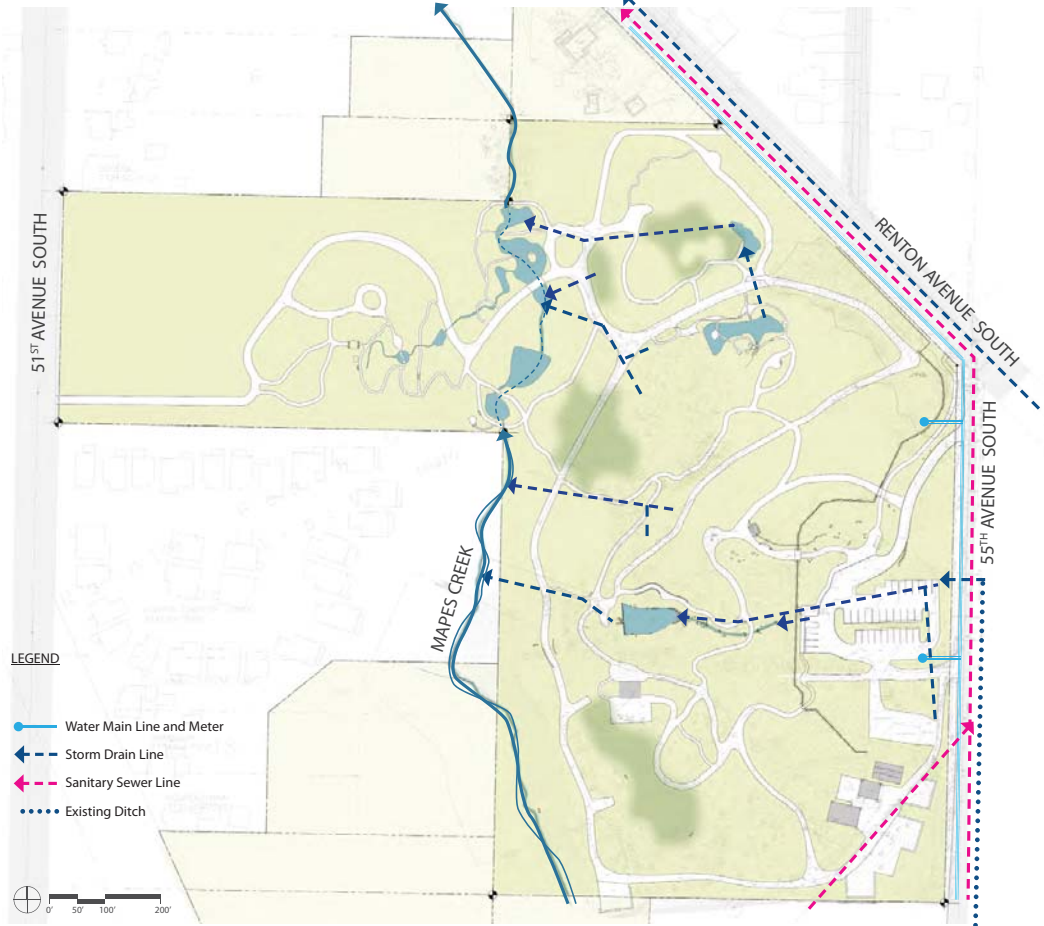 RENTON AVENUE SOUTH
51ST AVENUE SOUTH
55TH AVENUE SOUTH
MAPES CREEK
LEGEND
Water Main Line and Meter
Storm Drain Line
Sanitary Sewer Line
Existing Ditch
0' 50' 100' 200'